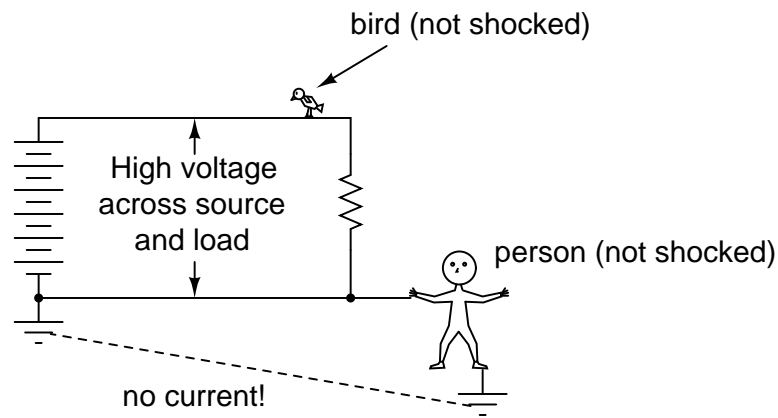 bird (not shocked)
High voltage
across source
and load
person (not shocked)
no current!